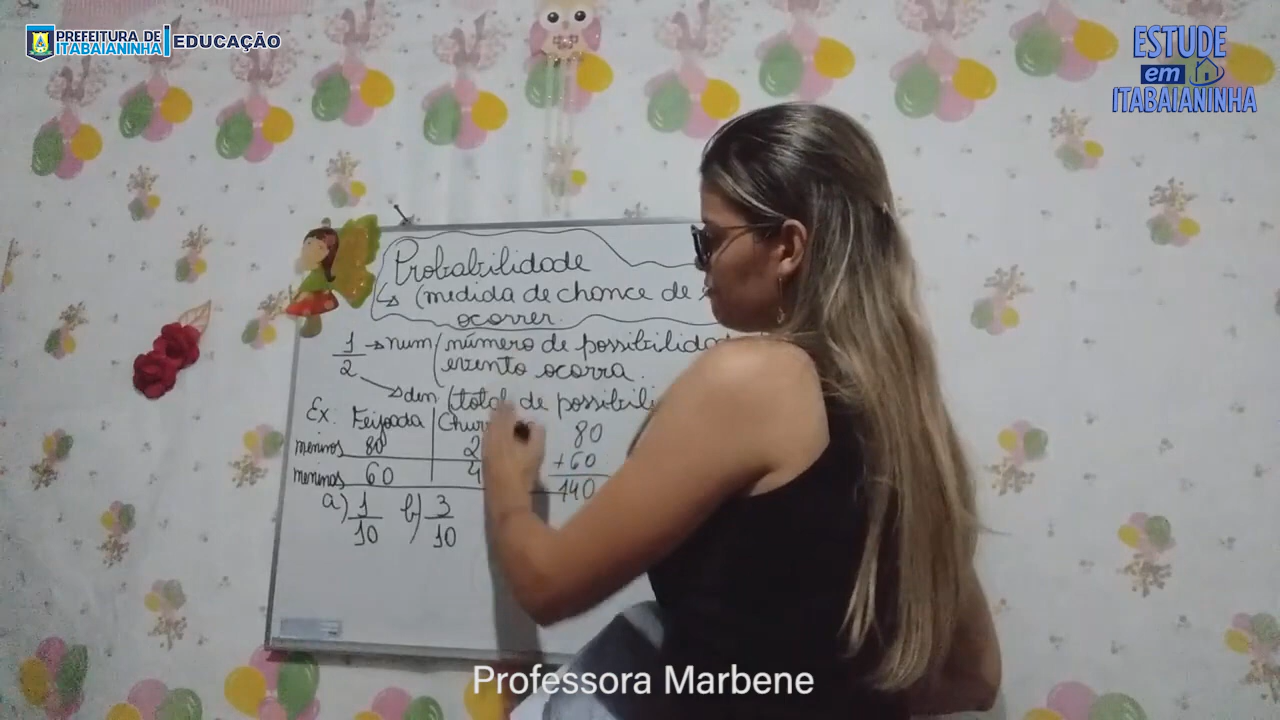 PREFEITURA DE
ITABAIANINHA
EDUCAÇÃO
ESTUDE
em
ITABAIANINHA
Probabilidade
(medida de chance de
ocorrer.
1/2 → num (número de possibilidad
evento ocorra.
den (total de possibili
Ex: Feijoada Chur
meninos 80 2
meninas 60 4
80
+60
140
a) 1/10 b) 3/10
Professora Marbene